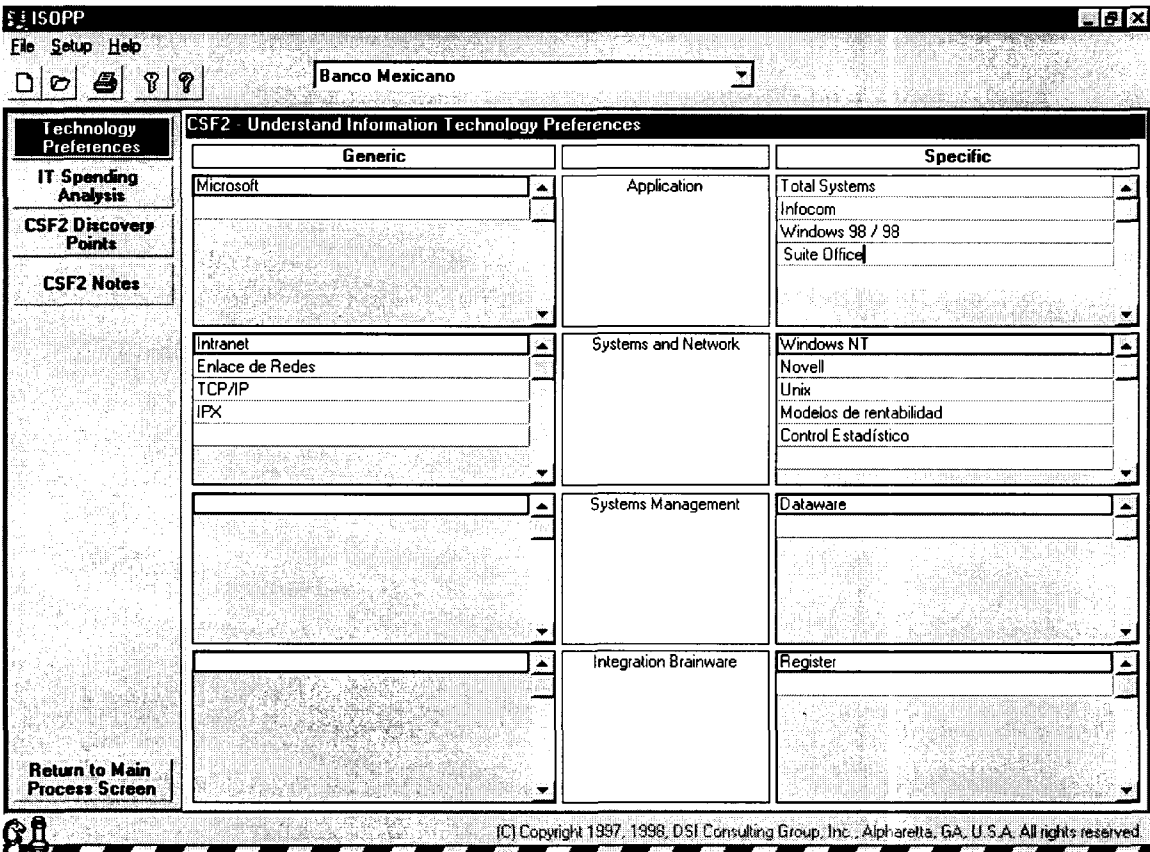 ISOPP
File Setup Help
Banco Mexicano
Technology
Preferences
IT Spending
Analysis
CSF2 Discovery
Points
CSF2 Notes
Return to Main
Process Screen
CSF2 - Understand Information Technology Preferences
Generic
Specific
Microsoft
Application
Total Systems
Infocom
Windows 98 / 98
Suite Office
Intranet
Enlace de Redes
TCP/IP
IPX
Systems and Network
Windows NT
Novell
Unix
Modelos de rentabilidad
Control Estadístico
Systems Management
Dataware
Integration Brainware
Register
(C) Copyright 1997, 1998, DSI Consulting Group, Inc., Alpharetta, GA, U.S.A. All rights reserved